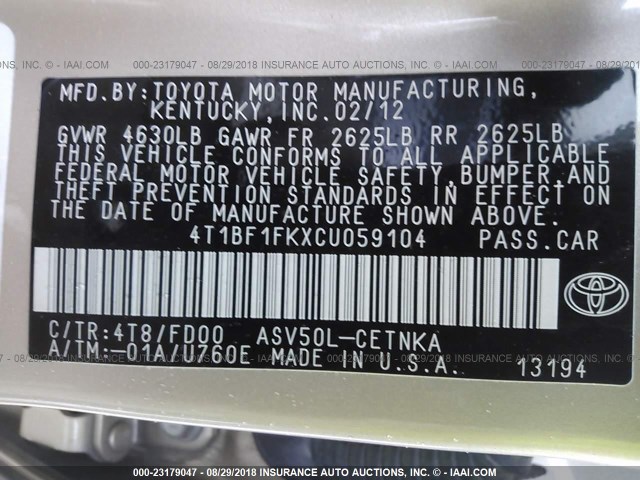 000-23179047 - 08/29/2018 INSURANCE AUTO AUCTIONS, INC. - IAAI.COM
MFD.BY:TOYOTA MOTOR MANUFACTURING,
KENTUCKY,INC.02/12
GVWR 4630LB GAWR FR 2625LB RR 2625LB
THIS VEHICLE CONFORMS TO ALL APPLICABLE
FEDERAL MOTOR VEHICLE SAFETY,BUMPER,AND
THEFT PREVENTION STANDARDS IN EFFECT ON
THE DATE OF MANUFACTURE SHOWN ABOVE.
4T1BF1FKXCU059104 PASS.CAR
C/TR:4T8/FD00 ASV50L-CETNKA
A/TM:-01A/U760E MADE IN U.S.A. 13194
000-23179047 - 08/29/2018 INSURANCE AUTO AUCTIONS, INC. - IAAI.COM